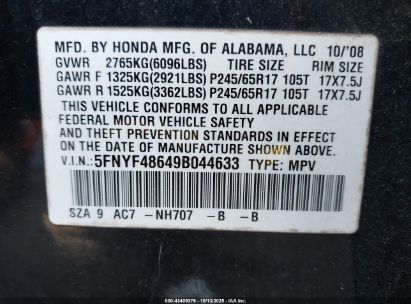 MFD. BY HONDA MFG. OF ALABAMA, LLC 10/'08
GVWR 2765KG(6096LBS) TIRE SIZE RIM SIZE
GAWR F 1325KG(2921LBS) P245/65R17 105T 17X7.5J
GAWR R 1525KG(3362LBS) P245/65R17 105T 17X7.5J
THIS VEHICLE CONFORMS TO ALL APPLICABLE
FEDERAL MOTOR VEHICLE SAFETY
AND THEFT PREVENTION STANDARDS IN EFFECT
ON THE DATE OF MANUFACTURE SHOWN ABOVE.
V.I.N.: 5FNYF48649B044633 TYPE: MPV
SZA 9 AC7 -NH707 -B -B